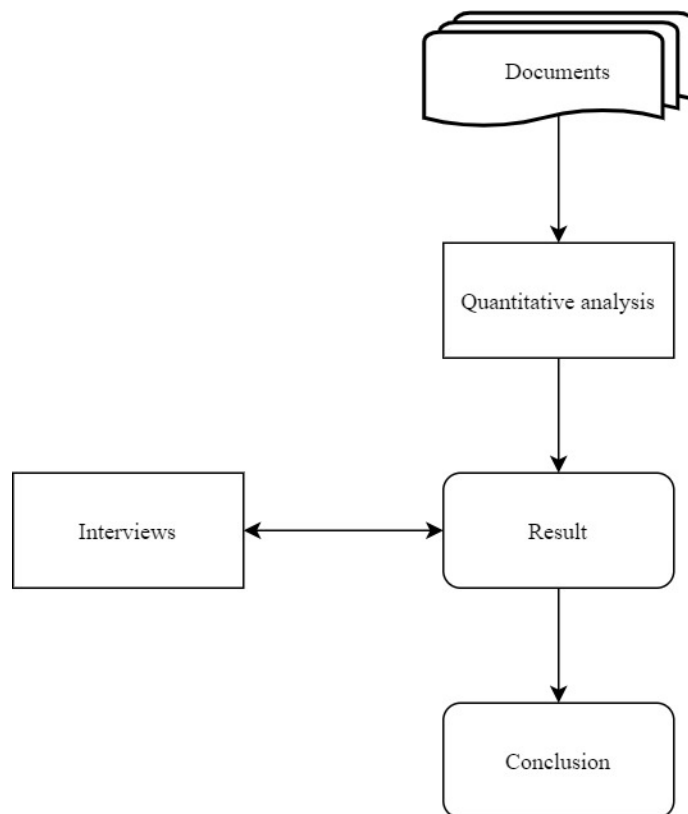 Documents
Quantitative analysis
Interviews
Result
Conclusion